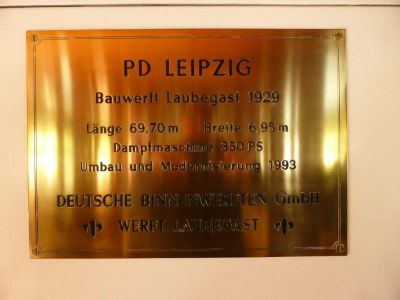 PD LEIPZIG
Bauwerft Laubegast 1929
Länge 69.70 m Breite 6,95 m
Dampfmaschine 350 PS
Umbau und Modernisierung 1993
DEUTSCHE BINNENWERFTEN GmbH
WERFT LAUBEGAST